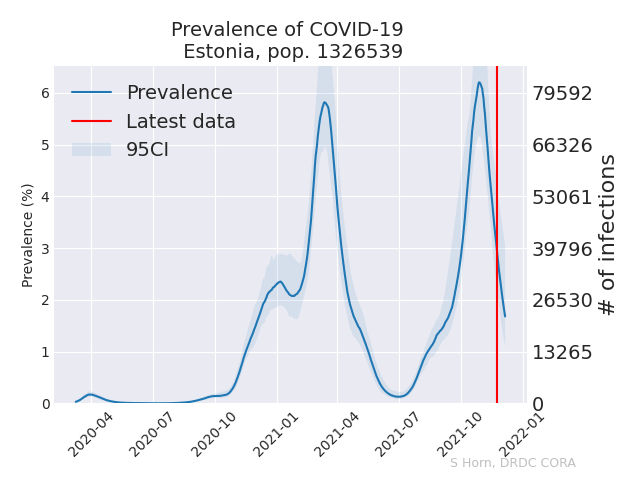 Prevalence of COVID-19
Estonia, pop. 1326539
Prevalence
Latest data
95CI
Prevalence (%)
6
5
4
3
2
1
0
79592
66326
53061
39796
26530
13265
0
# of infections
2020-04
2020-07
2020-10
2021-01
2021-04
2021-07
2021-10
2022-01
S Horn, DRDC CORA